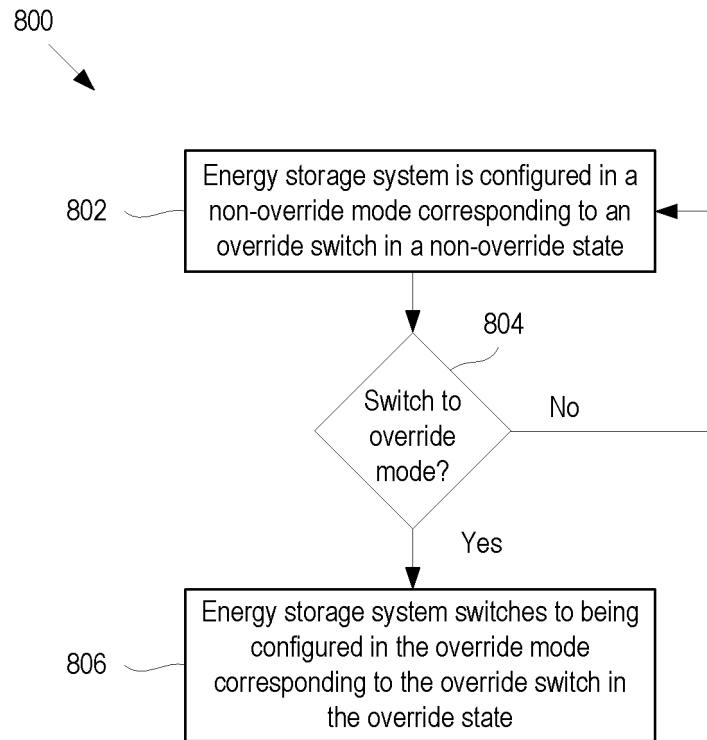 800
802
Energy storage system is configured in a
non-override mode corresponding to an
override switch in a non-override state
804
Switch to
override
mode?
No
Yes
806
Energy storage system switches to being
configured in the override mode
corresponding to the override switch in
the override state